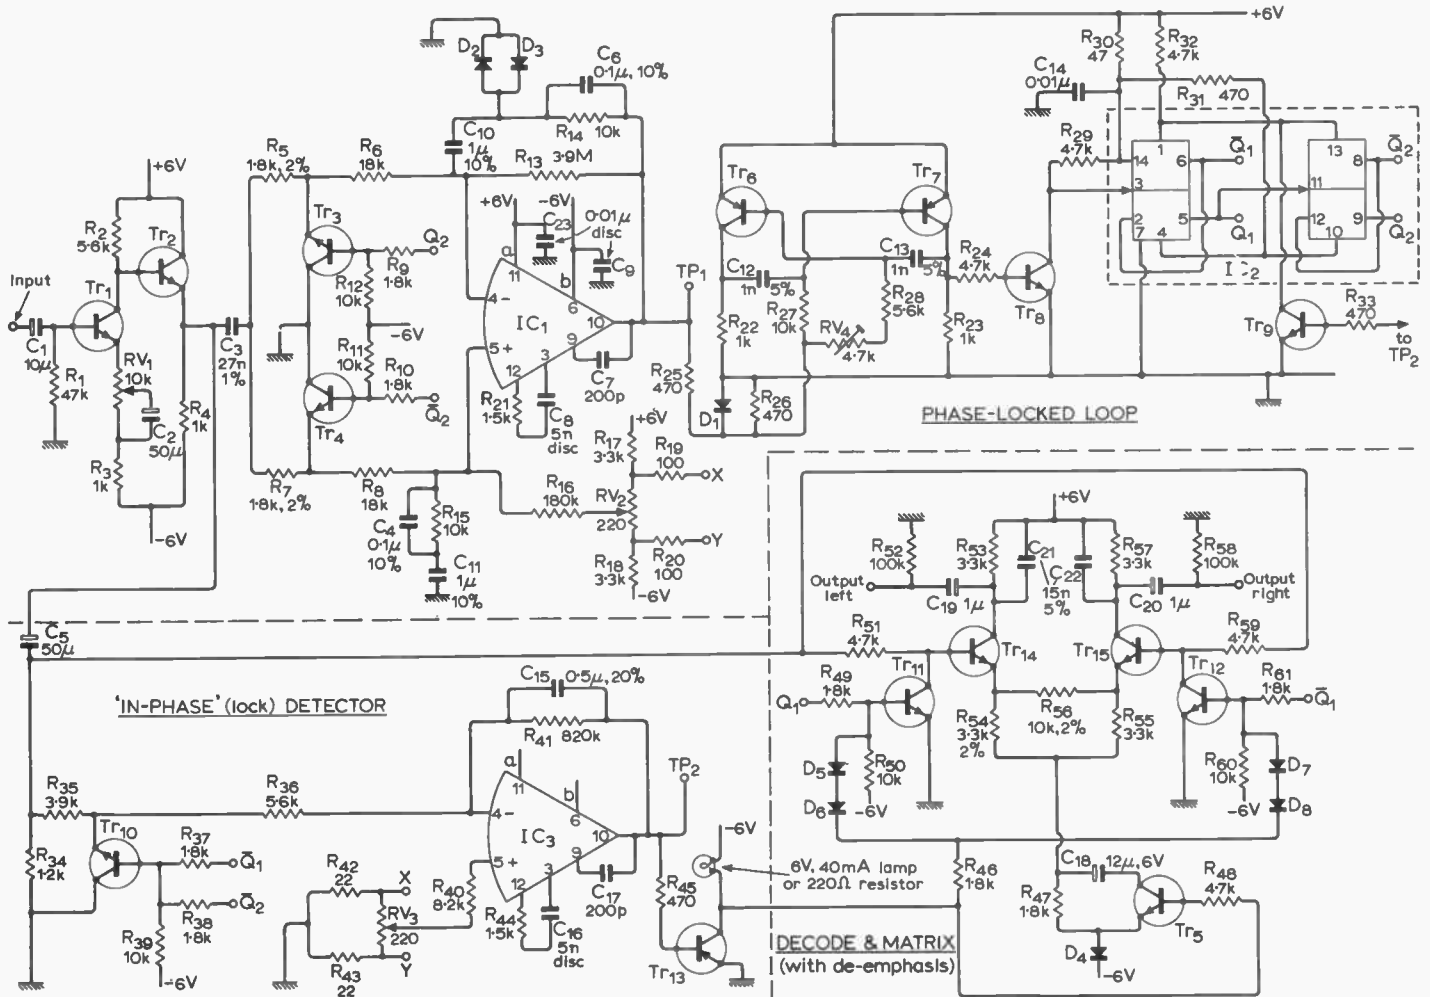 +6V
R2
5·6k
Tr2
Tr1
Input
C1
10μ
R1
47k
RV1
10k
C2
50μ
R3
1k
R4
1k
-6V
C3
27n
1%
R5
1·8k, 2%
R6
18k
Tr3
Q2
R9
1·8k
R12
10k
-6V
R11
10k
R10
1·8k
Q̄2
Tr4
R7
1·8k, 2%
R8
18k
D2
D3
C6
0·1μ, 10%
C10
1μ
10%
R14
10k
R13
3·9M
+6V
-6V
C23
0·01μ
disc
C9
a
11
b
6
4-
IC1
10
5+
9
12
3
C7
200p
R21
1·5k
C8
5n
disc
C4
0·1μ
10%
R15
10k
C11
1μ
10%
R16
180k
+6V
R17
3·3k
R19
100
X
RV2
220
R18
3·3k
R20
100
Y
-6V
TP1
R25
470
+6V
Tr6
Tr7
C12
1n
5%
C13
1n
5%
R22
1k
R27
10k
R28
5·6k
RV4
4·7k
R23
1k
D1
R26
470
R24
4·7k
Tr8
R29
4·7k
C14
0·01μ
R30
47
R32
4·7k
R31
470
14
1
6
Q̄1
3
2
5
Q1
7
4
IC2
13
8
Q̄2
11
12
9
Q2
10
Tr9
R33
470
to
TP2
PHASE-LOCKED LOOP
C5
50μ
'IN-PHASE' (lock) DETECTOR
R35
3·9k
R34
1·2k
Tr10
R36
5·6k
R37
1·8k
Q̄1
R38
1·8k
Q̄2
R39
10k
-6V
R42
22
X
RV3
220
Y
R43
22
R40
8·2k
C15
0·5μ, 20%
R41
820k
a
11
b
6
4-
IC3
10
5+
9
12
3
C17
200p
R44
1·5k
C16
5n
disc
TP2
-6V
6V, 40mA lamp
or 220Ω resistor
R45
470
Tr13
DECODE & MATRIX
(with de-emphasis)
+6V
R52
100k
R53
3·3k
C21
C22
15n
5%
R57
3·3k
R58
100k
Output
left
C19 1μ
C20 1μ
Output
right
R51
4·7k
Tr14
Tr15
R59
4·7k
Tr11
Tr12
R49
1·8k
Q1
R61
1·8k
Q̄1
R56
10k, 2%
R54
3·3k
2%
R55
3·3k
D5
D6
R50
10k
-6V
R60
10k
-6V
D7
D8
R46
1·8k
C18
12μ, 6V
R47
1·8k
R48
4·7k
Tr5
D4
-6V